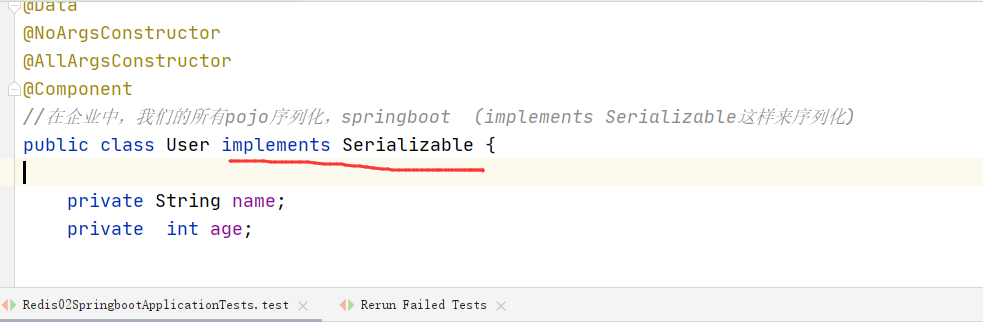 @Data
@NoArgsConstructor
@AllArgsConstructor
@Component
//在企业中，我们的所有pojo序列化，springboot （implements Serializable这样来序列化）
public class User implements Serializable {
private String name;
private  int age;
Redis02SpringbootApplicationTests.test × Rerun Failed Tests ×